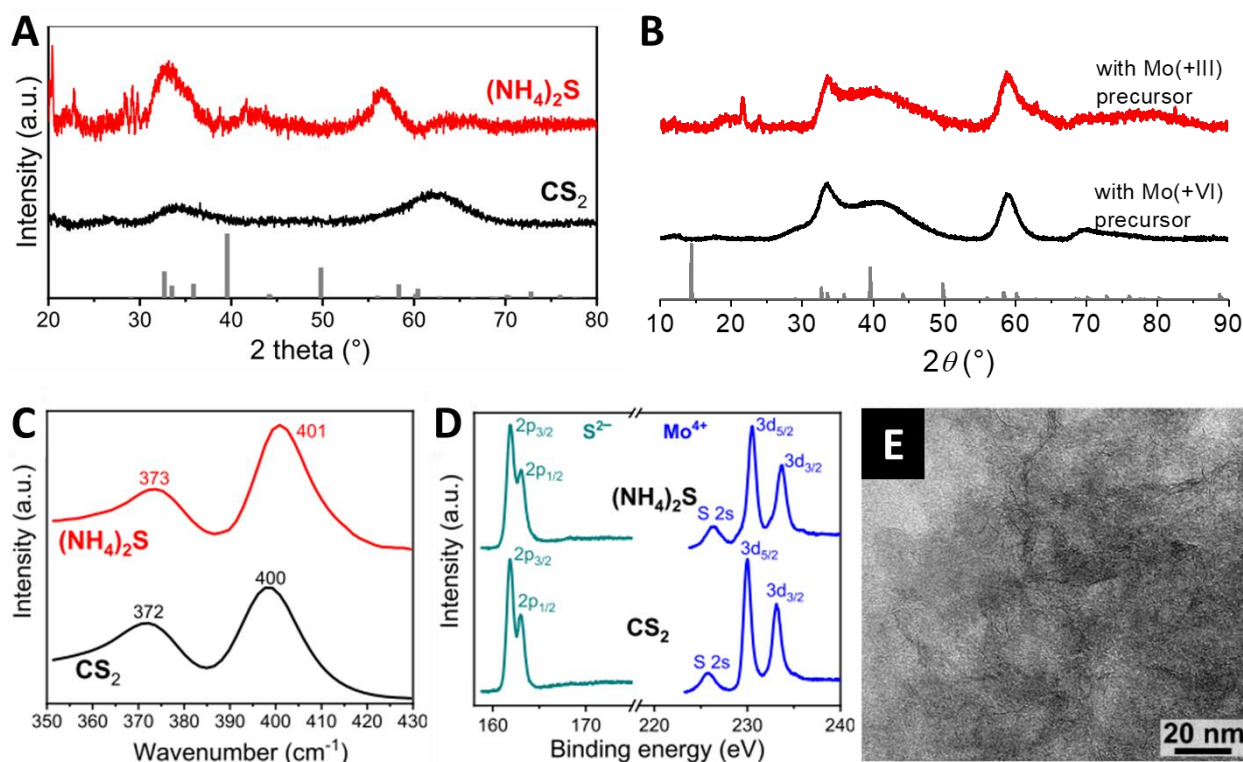 A
Intensity (a.u.)
(NH₄)₂S
CS₂
20 30 40 50 60 70 80
2 theta (°)
B
Intensity (a.u.)
with Mo(+III)
precursor
with Mo(+VI)
precursor
10 20 30 40 50 60 70 80 90
2θ (°)
C
Intensity (a.u.)
373
401
(NH₄)₂S
372
400
CS₂
350 360 370 380 390 400 410 420 430
Wavenumber (cm⁻¹)
D
Intensity (a.u.)
2p₃/₂
S²⁻
Mo⁴⁺
3d₅/₂
2p₁/₂
3d₃/₂
(NH₄)₂S
S 2s
2p₃/₂
3d₅/₂
2p₁/₂
3d₃/₂
CS₂
S 2s
160 170 220 230 240
Binding energy (eV)
E
20 nm